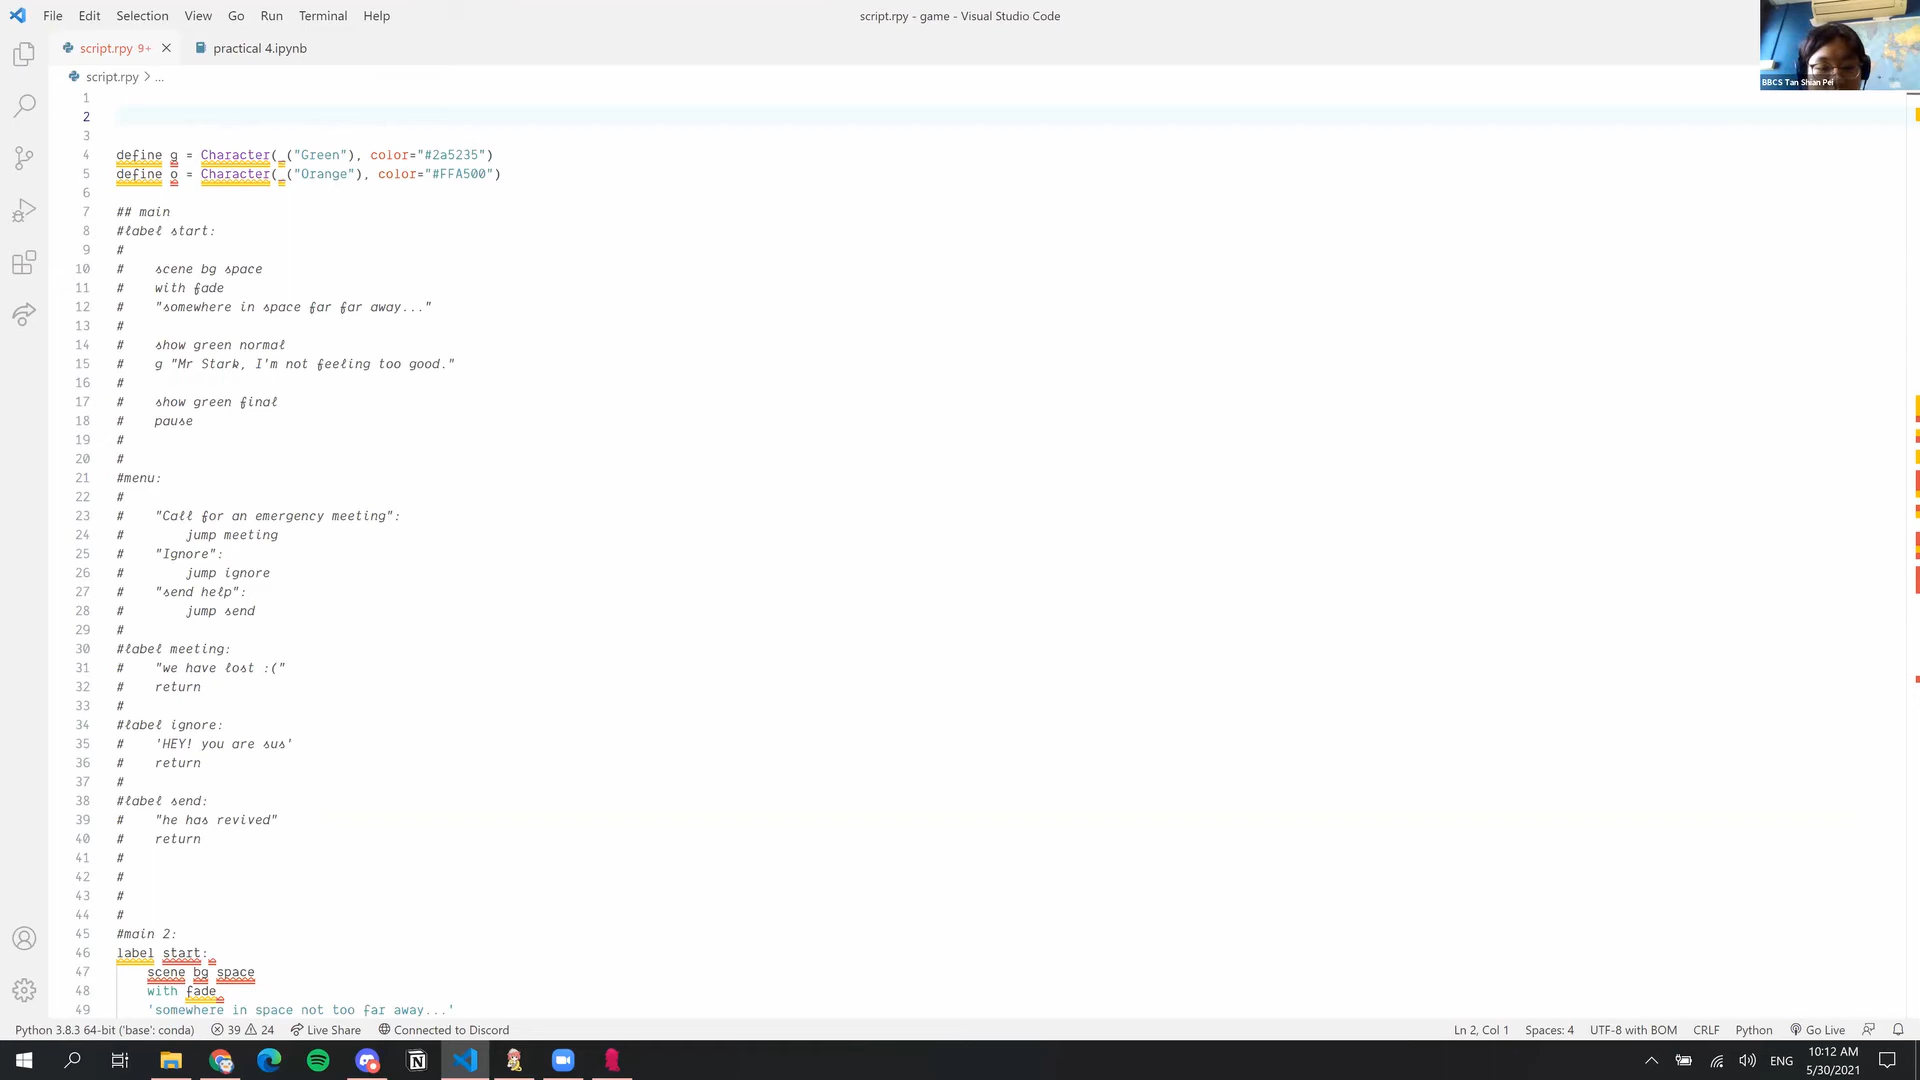 File Edit Selection View Go Run Terminal Help
script.rpy - game - Visual Studio Code
script.rpy 9+ practical 4.ipynb
script.rpy > ...
BBCS Tan Shian Pei
1
2
3
4 define g = Character(_("Green"), color="#2a5235")
5 define o = Character(_("Orange"), color="#FFA500")
6
7 ## main
8 #label start:
9 #
10 # scene bg space
11 # with fade
12 # "somewhere in space far far away..."
13 #
14 # show green normal
15 # g "Mr Stark, I'm not feeling too good."
16 #
17 # show green final
18 # pause
19 #
20 #
21 #menu:
22 #
23 # "Call for an emergency meeting":
24 # jump meeting
25 # "Ignore":
26 # jump ignore
27 # "send help":
28 # jump send
29 #
30 #label meeting:
31 # "we have lost :("
32 # return
33 #
34 #label ignore:
35 # 'HEY! you are sus'
36 # return
37 #
38 #label send:
39 # "he has revived"
40 # return
41 #
42 #
43 #
44 #
45 #main 2:
46 label start:
47 scene bg space
48 with fade
49 'somewhere in space not too far away...'
Python 3.8.3 64-bit ('base': conda) 39 24 Live Share Connected to Discord
Ln 2, Col 1 Spaces: 4 UTF-8 with BOM CRLF Python Go Live
ENG 10:12 AM
5/30/2021